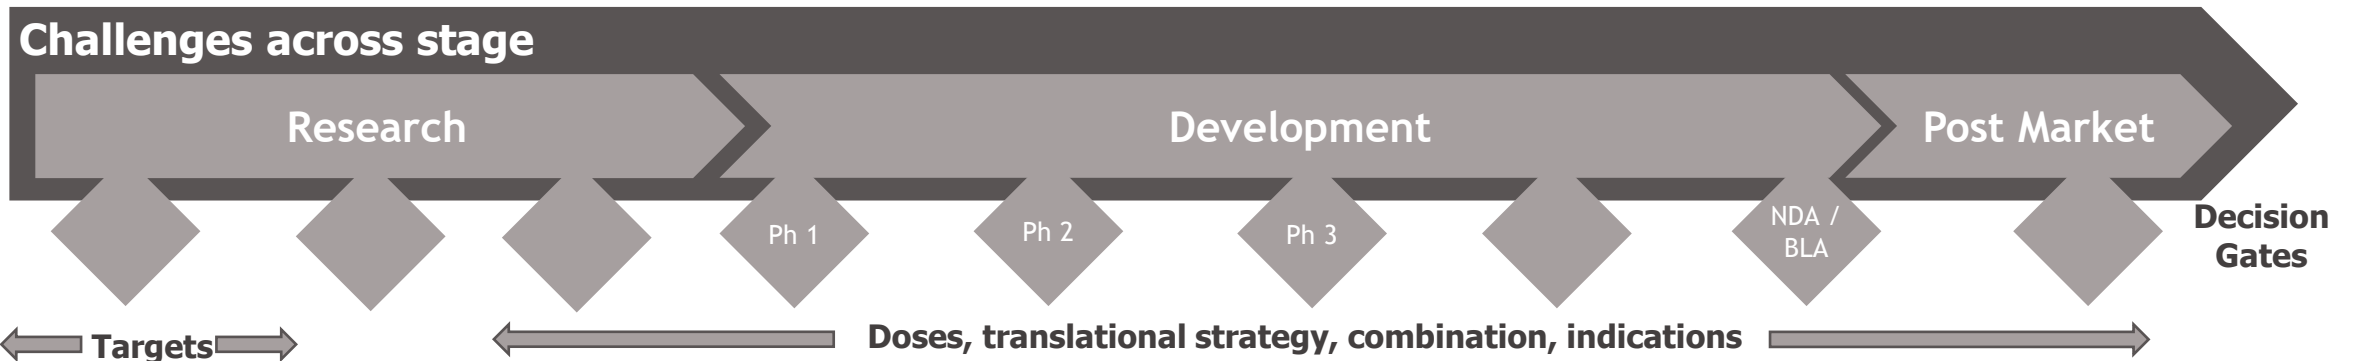 Challenges across stage
Research
Development
Post Market
Ph 1
Ph 2
Ph 3
NDA /
BLA
Decision
Gates
Targets
Doses, translational strategy, combination, indications